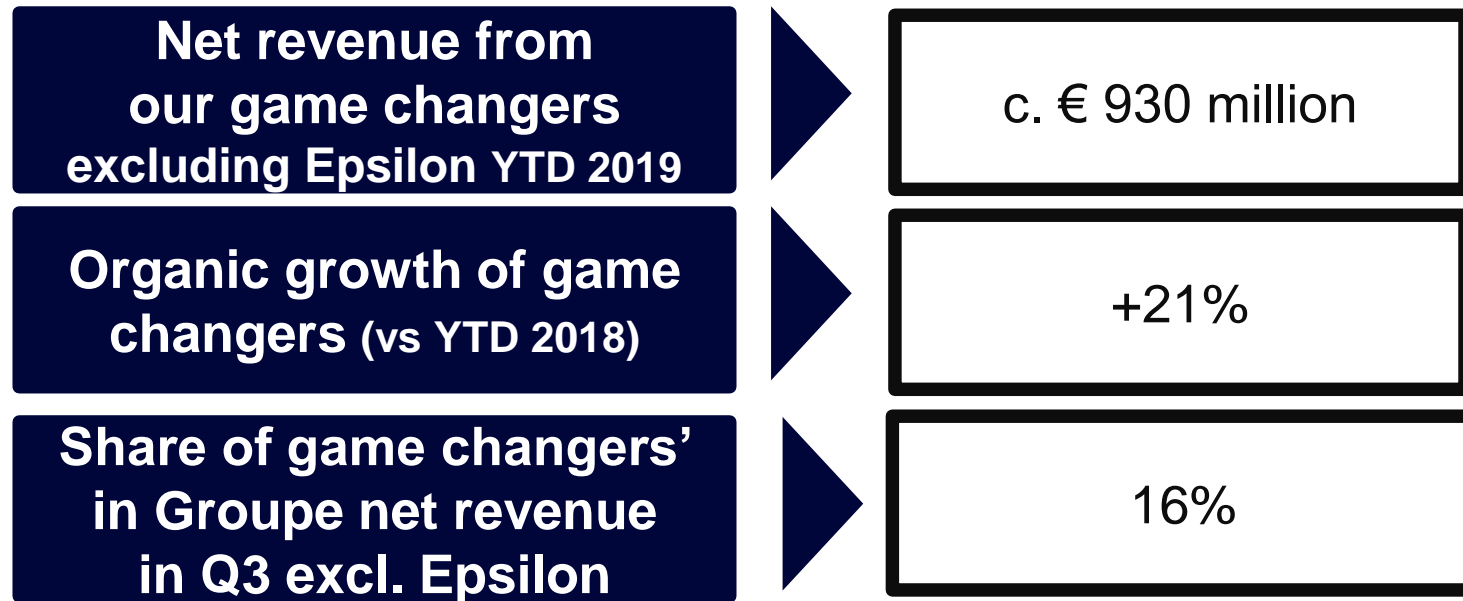 Net revenue from
our game changers
excluding Epsilon YTD 2019
c. € 930 million
Organic growth of game
changers (vs YTD 2018)
+21%
Share of game changers’
in Groupe net revenue
in Q3 excl. Epsilon
16%